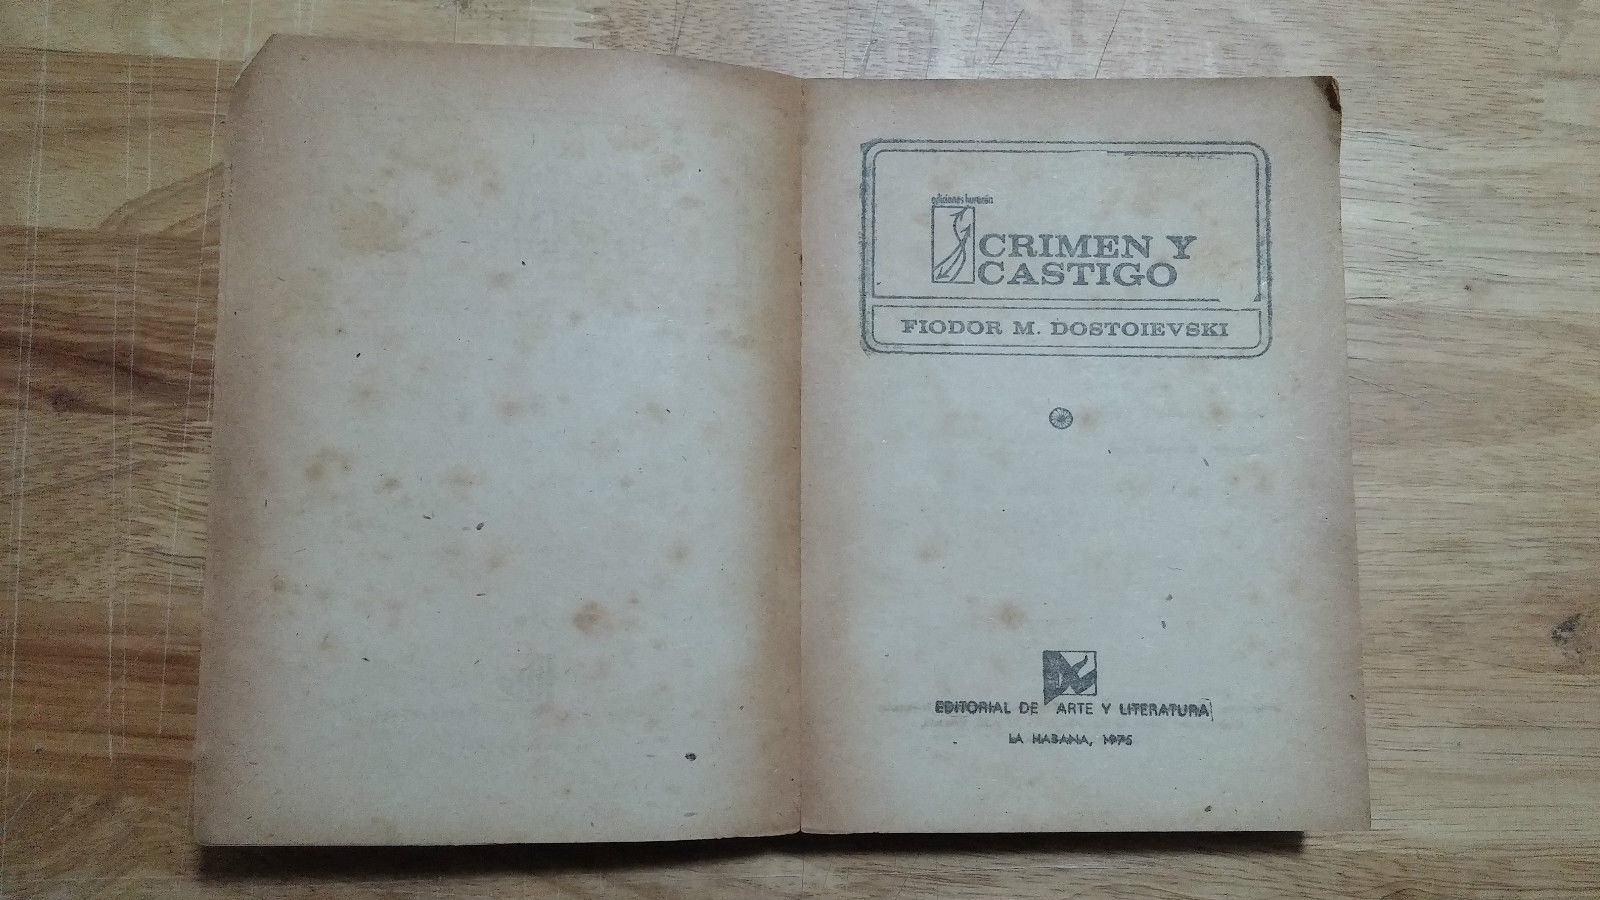 ediciones huracán
CRIMEN Y
CASTIGO
FIODOR M. DOSTOIEVSKI
EDITORIAL DE ARTE Y LITERATURA
LA HABANA, 1975